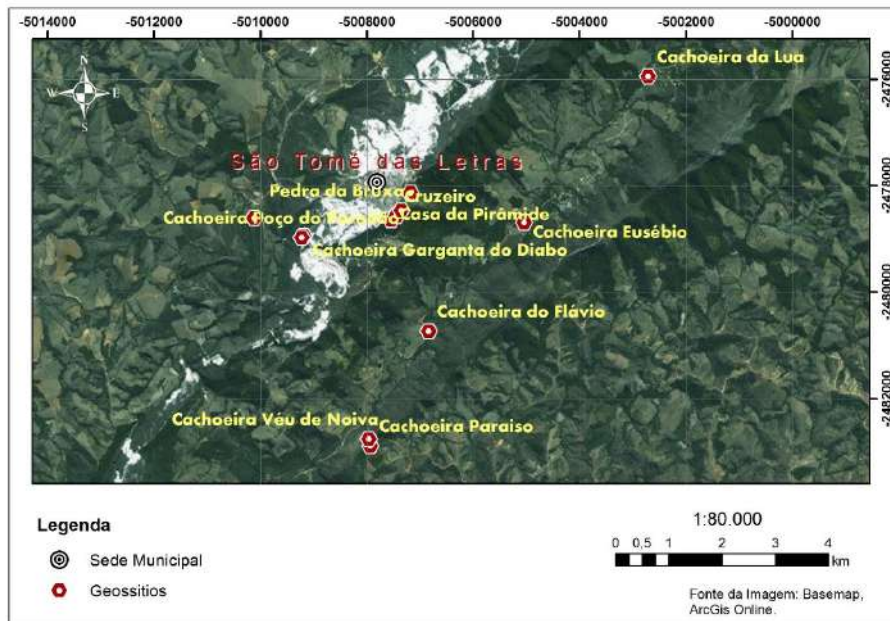 -5014000 -5012000 -5010000 -5008000 -5006000 -5004000 -5002000 -5000000
N
W E
S
Cachoeira da Lua
-2476000
São Tomé das Letras
-2478000
Pedra da Bruxa
Cruzeiro
Cachoeira Poço do
Casa da Pirâmide
Cachoeira Eusébio
Cachoeira Garganta do Diabo
-2480000
Cachoeira do Flávio
-2482000
Cachoeira Véu de Noiva
Cachoeira Paraiso
Legenda
Sede Municipal
Geossitios
1:80.000
0 0,5 1 2 3 4
km
Fonte da Imagem: Basemap,
ArcGis Online.